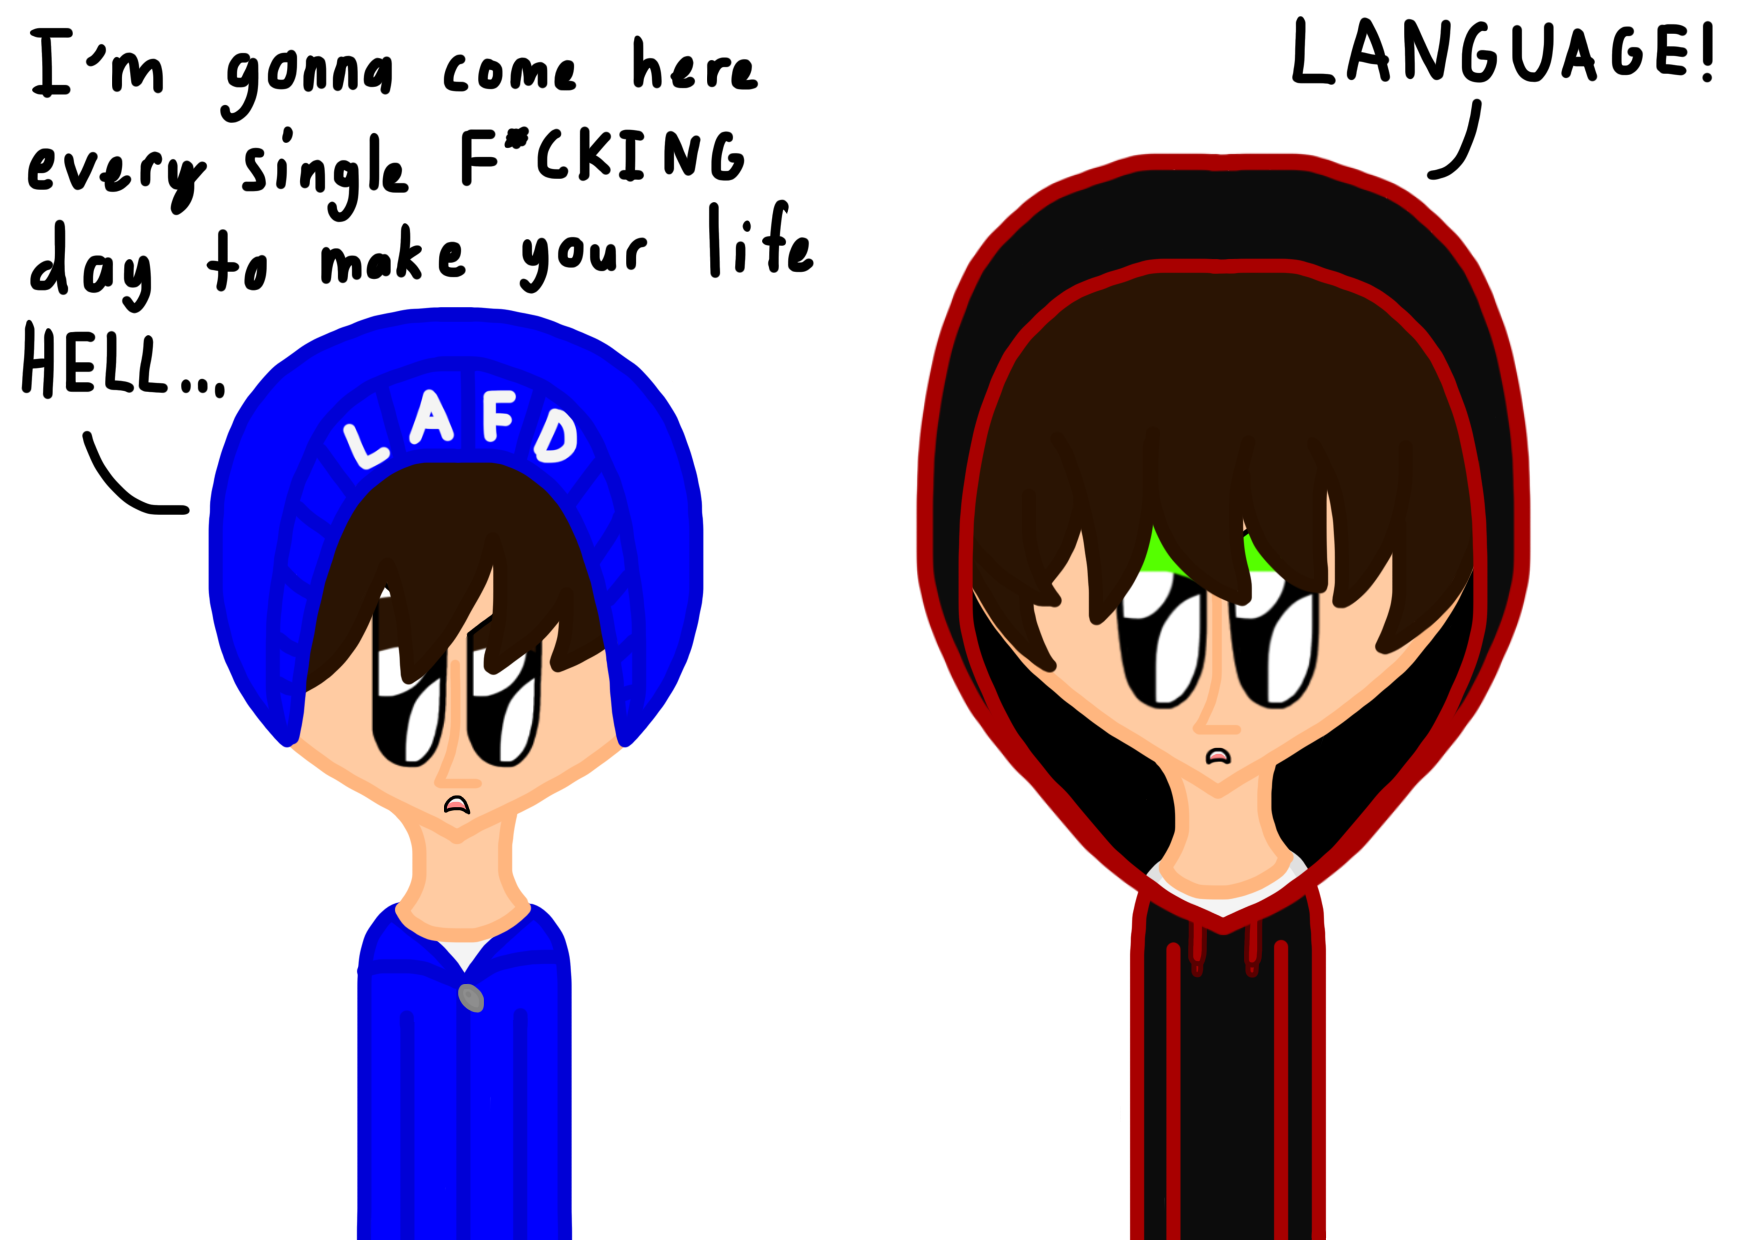 I'm gonna come here
every single F*CKING
day to make your life
HELL...
LANGUAGE!
LAFD